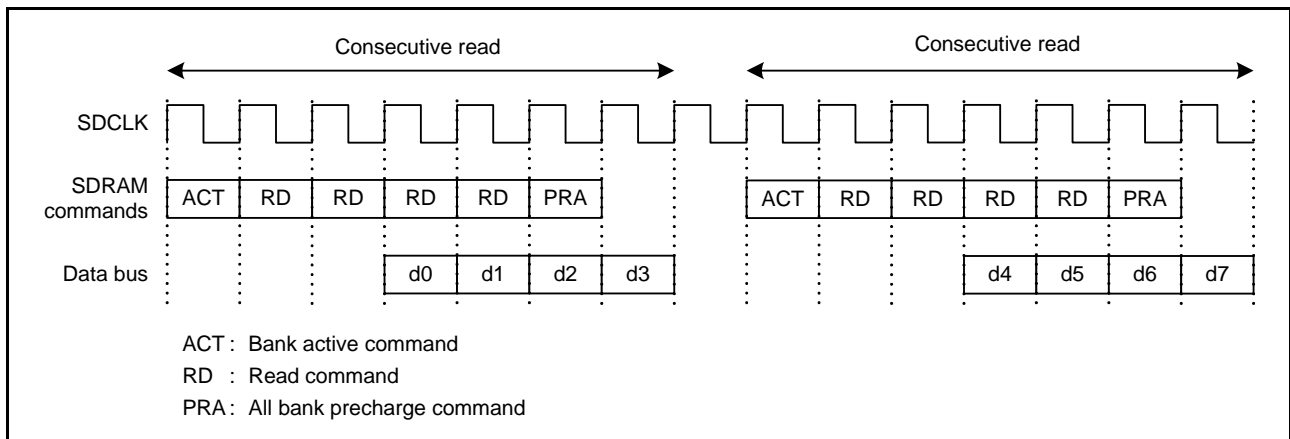 Consecutive read Consecutive read
SDCLK
SDRAM
commands
ACT RD RD RD RD PRA ACT RD RD RD RD PRA
Data bus d0 d1 d2 d3 d4 d5 d6 d7
ACT : Bank active command
RD : Read command
PRA : All bank precharge command